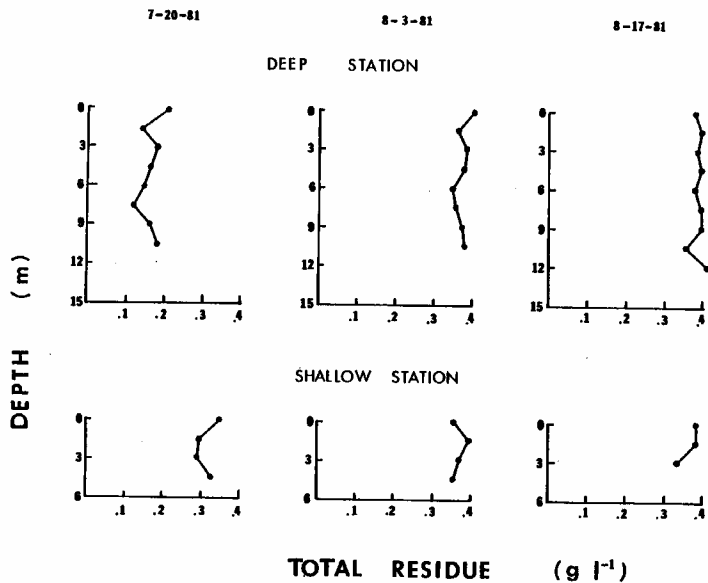 7-20-81 8-3-81 8-17-81
DEEP STATION
0 0 0
3 3 3
6 6 6
9 9 9
12 12 12
15 15 15
.1 .2 .3 .4 .1 .2 .3 .4 .1 .2 .3 .4
SHALLOW STATION
0 0 0
3 3 3
6 6 6
.1 .2 .3 .4 .1 .2 .3 .4 .1 .2 .3 .4
DEPTH (m)
TOTAL RESIDUE (g l⁻¹)